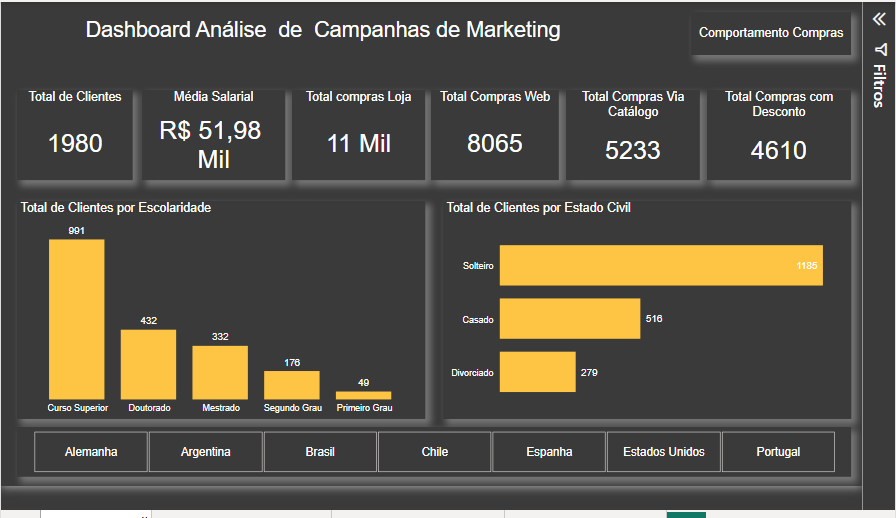 Dashboard Análise de Campanhas de Marketing
Comportamento Compras
Filtros
Total de Clientes
1980
Média Salarial
R$ 51,98
Mil
Total compras Loja
11 Mil
Total Compras Web
8065
Total Compras Via
Catálogo
5233
Total Compras com
Desconto
4610
Total de Clientes por Escolaridade
991
432
332
176
49
Curso Superior
Doutorado
Mestrado
Segundo Grau
Primeiro Grau
Total de Clientes por Estado Civil
Solteiro
1185
Casado
516
Divorciado
279
Alemanha
Argentina
Brasil
Chile
Espanha
Estados Unidos
Portugal